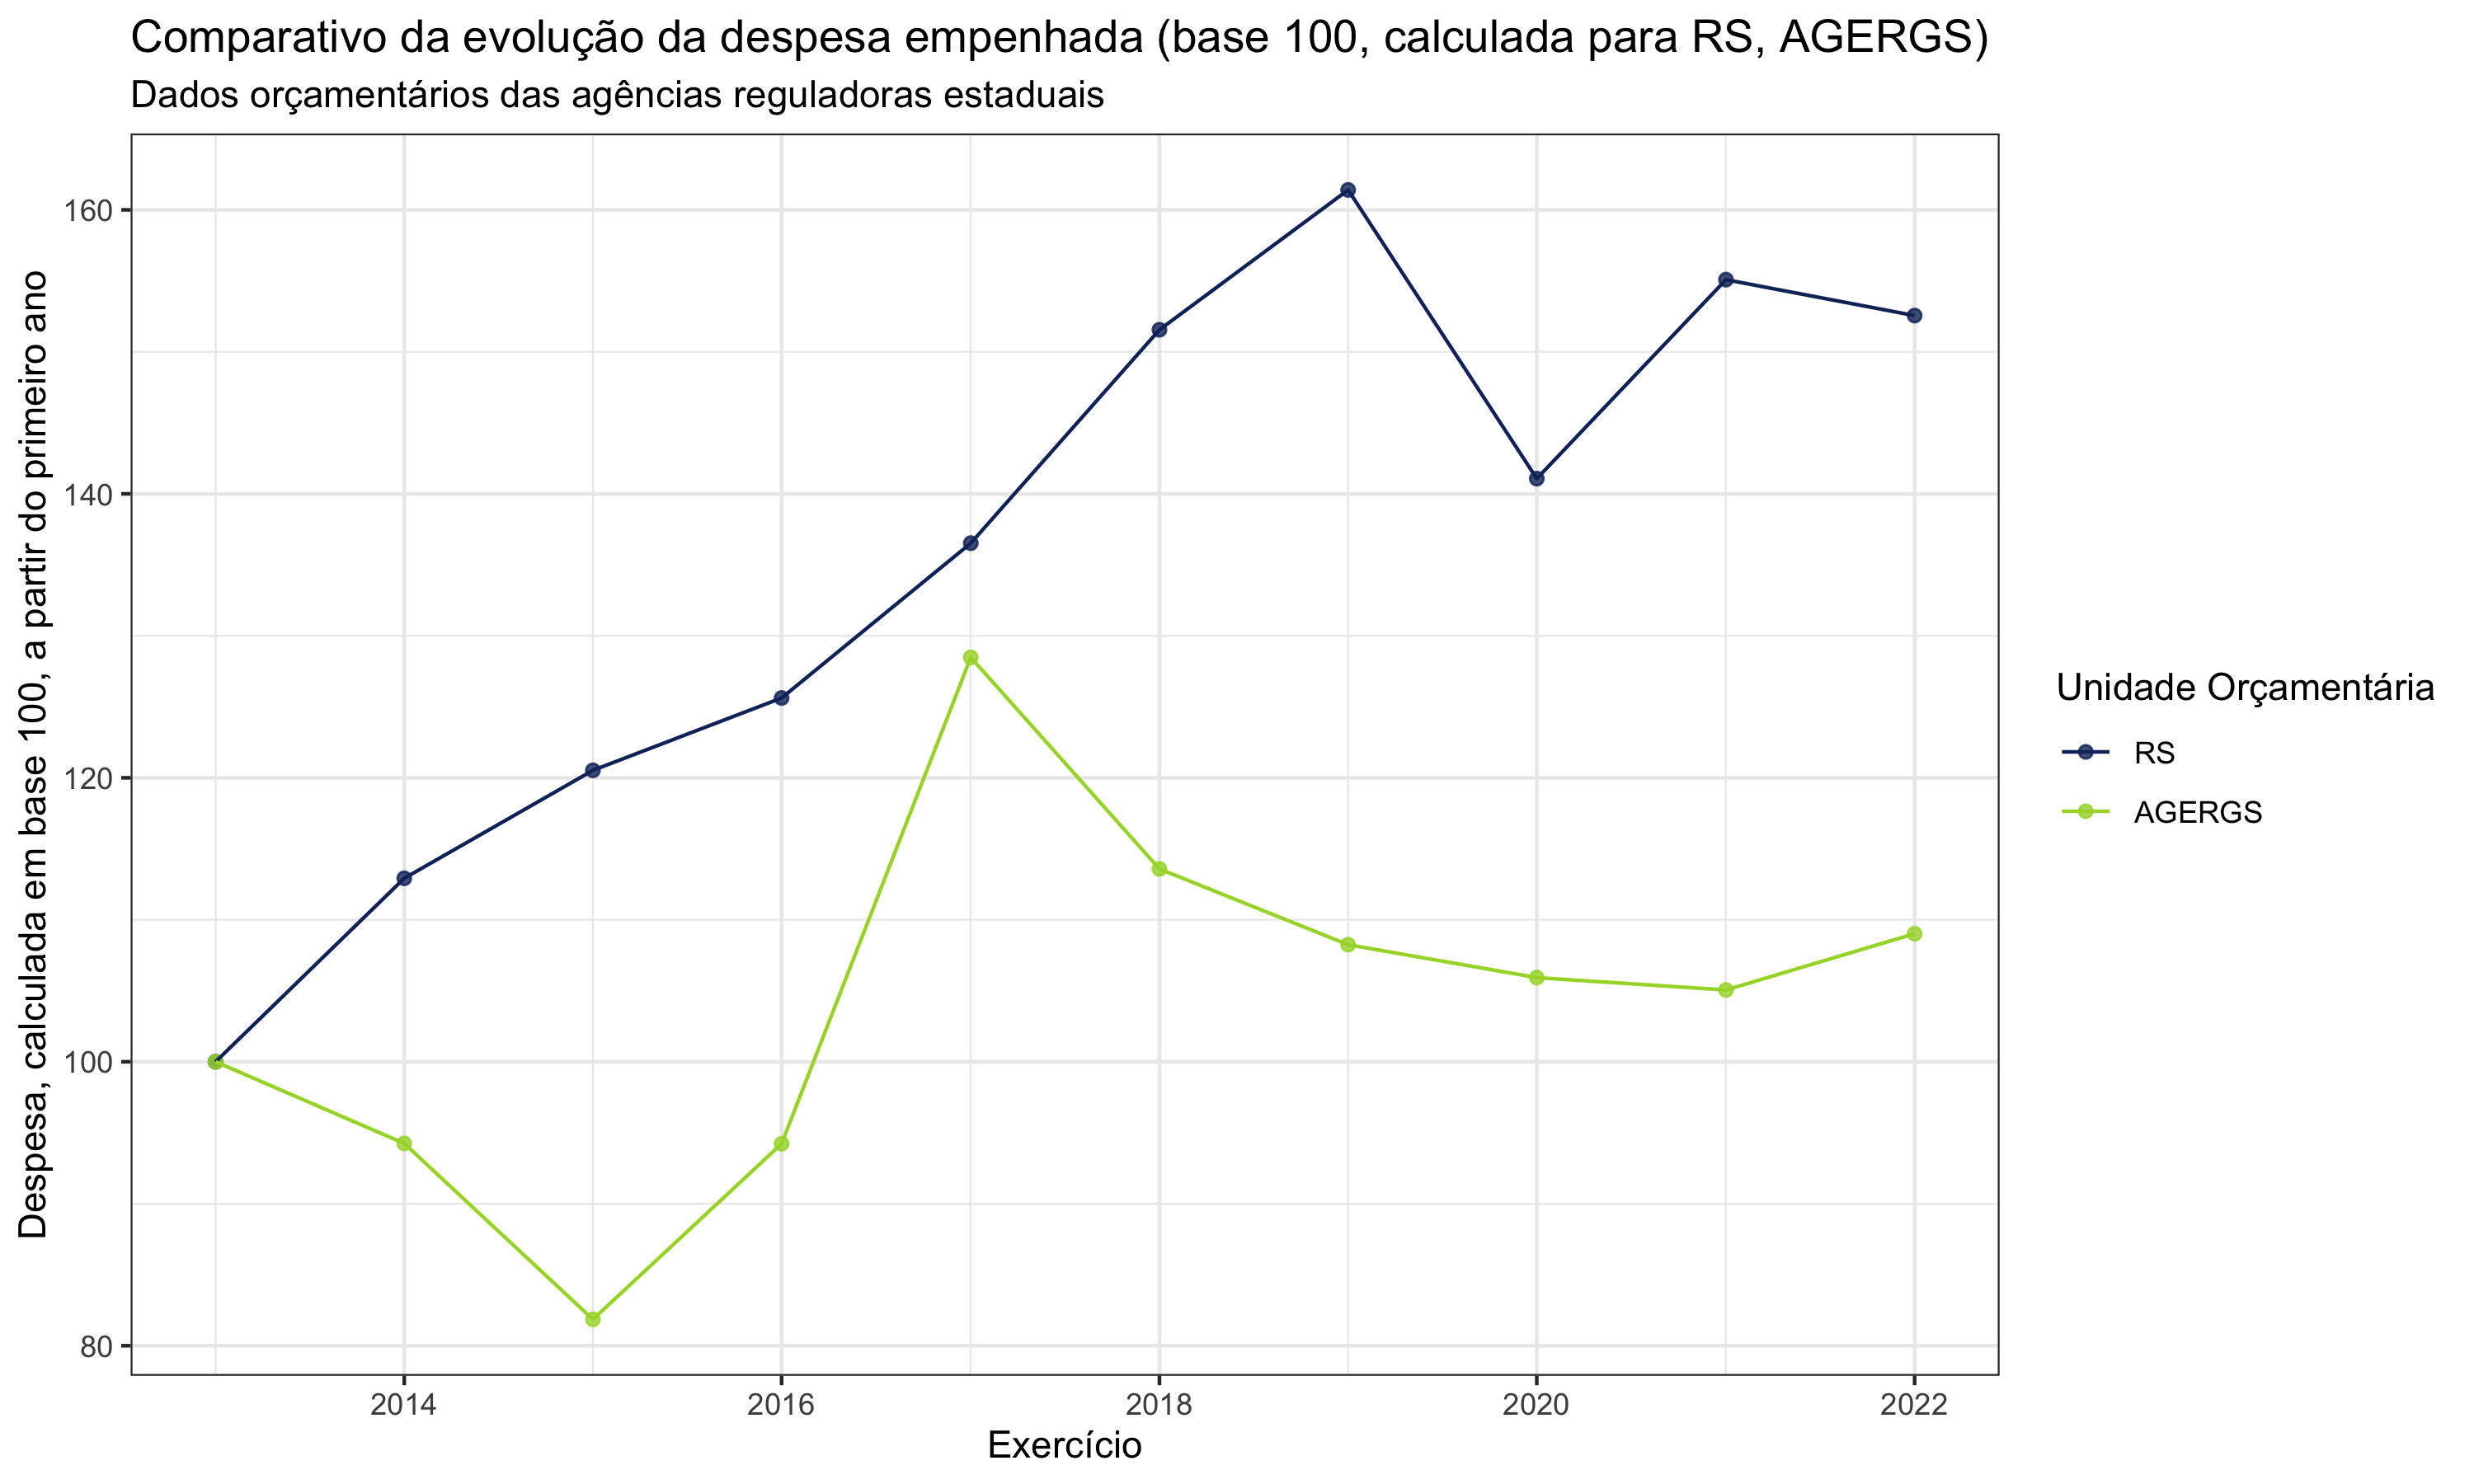 Comparativo da evolução da despesa empenhada (base 100, calculada para RS, AGERGS)
Dados orçamentários das agências reguladoras estaduais
Despesa, calculada em base 100, a partir do primeiro ano
160
140
120
100
80
2014
2016
2018
2020
2022
Exercício
Unidade Orçamentária
RS
AGERGS